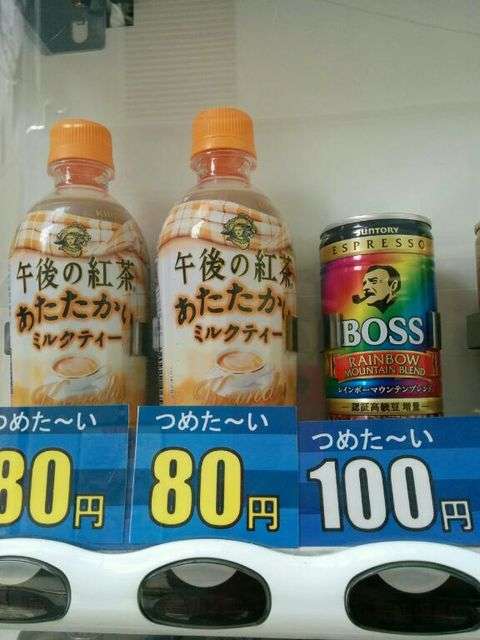 午後の紅茶
あたたかい
ミルクティー
つめた〜い
80円
午後の紅茶
あたたかい
ミルクティー
つめた〜い
80円
SUNTORY
ESPRESSO
BOSS
RAINBOW
MOUNTAIN BLEND
レインボーマウンテンブレンド
つめた〜い
100円